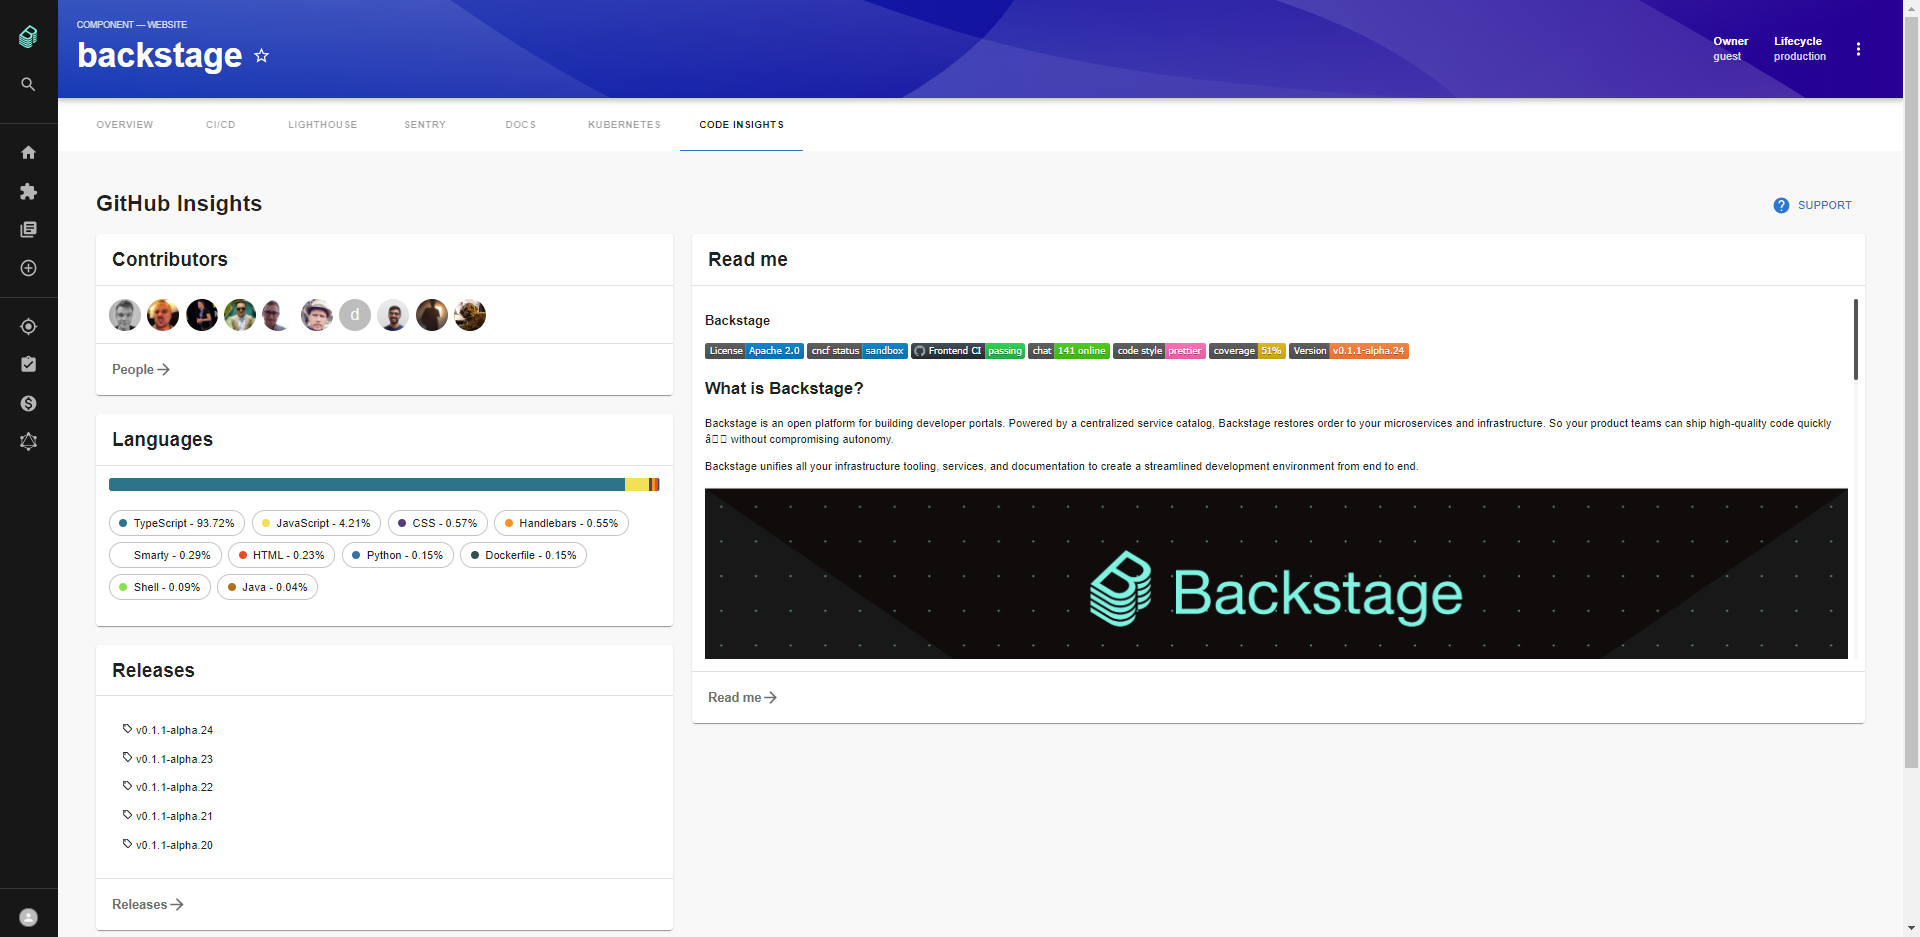 COMPONENT — WEBSITE
backstage
Owner
guest
Lifecycle
production
OVERVIEW
CI/CD
LIGHTHOUSE
SENTRY
DOCS
KUBERNETES
CODE INSIGHTS
GitHub Insights
SUPPORT
Contributors
d
People
Languages
TypeScript - 93.72%
JavaScript - 4.21%
CSS - 0.57%
Handlebars - 0.55%
Smarty - 0.29%
HTML - 0.23%
Python - 0.15%
Dockerfile - 0.15%
Shell - 0.09%
Java - 0.04%
Releases
v0.1.1-alpha.24
v0.1.1-alpha.23
v0.1.1-alpha.22
v0.1.1-alpha.21
v0.1.1-alpha.20
Releases
Read me
Backstage
License Apache 2.0 cncf status sandbox Frontend CI passing chat 141 online code style prettier coverage 51% Version v0.1.1-alpha.24
What is Backstage?
Backstage is an open platform for building developer portals. Powered by a centralized service catalog, Backstage restores order to your microservices and infrastructure. So your product teams can ship high-quality code quickly
â□□ without compromising autonomy.
Backstage unifies all your infrastructure tooling, services, and documentation to create a streamlined development environment from end to end.
Backstage
Read me